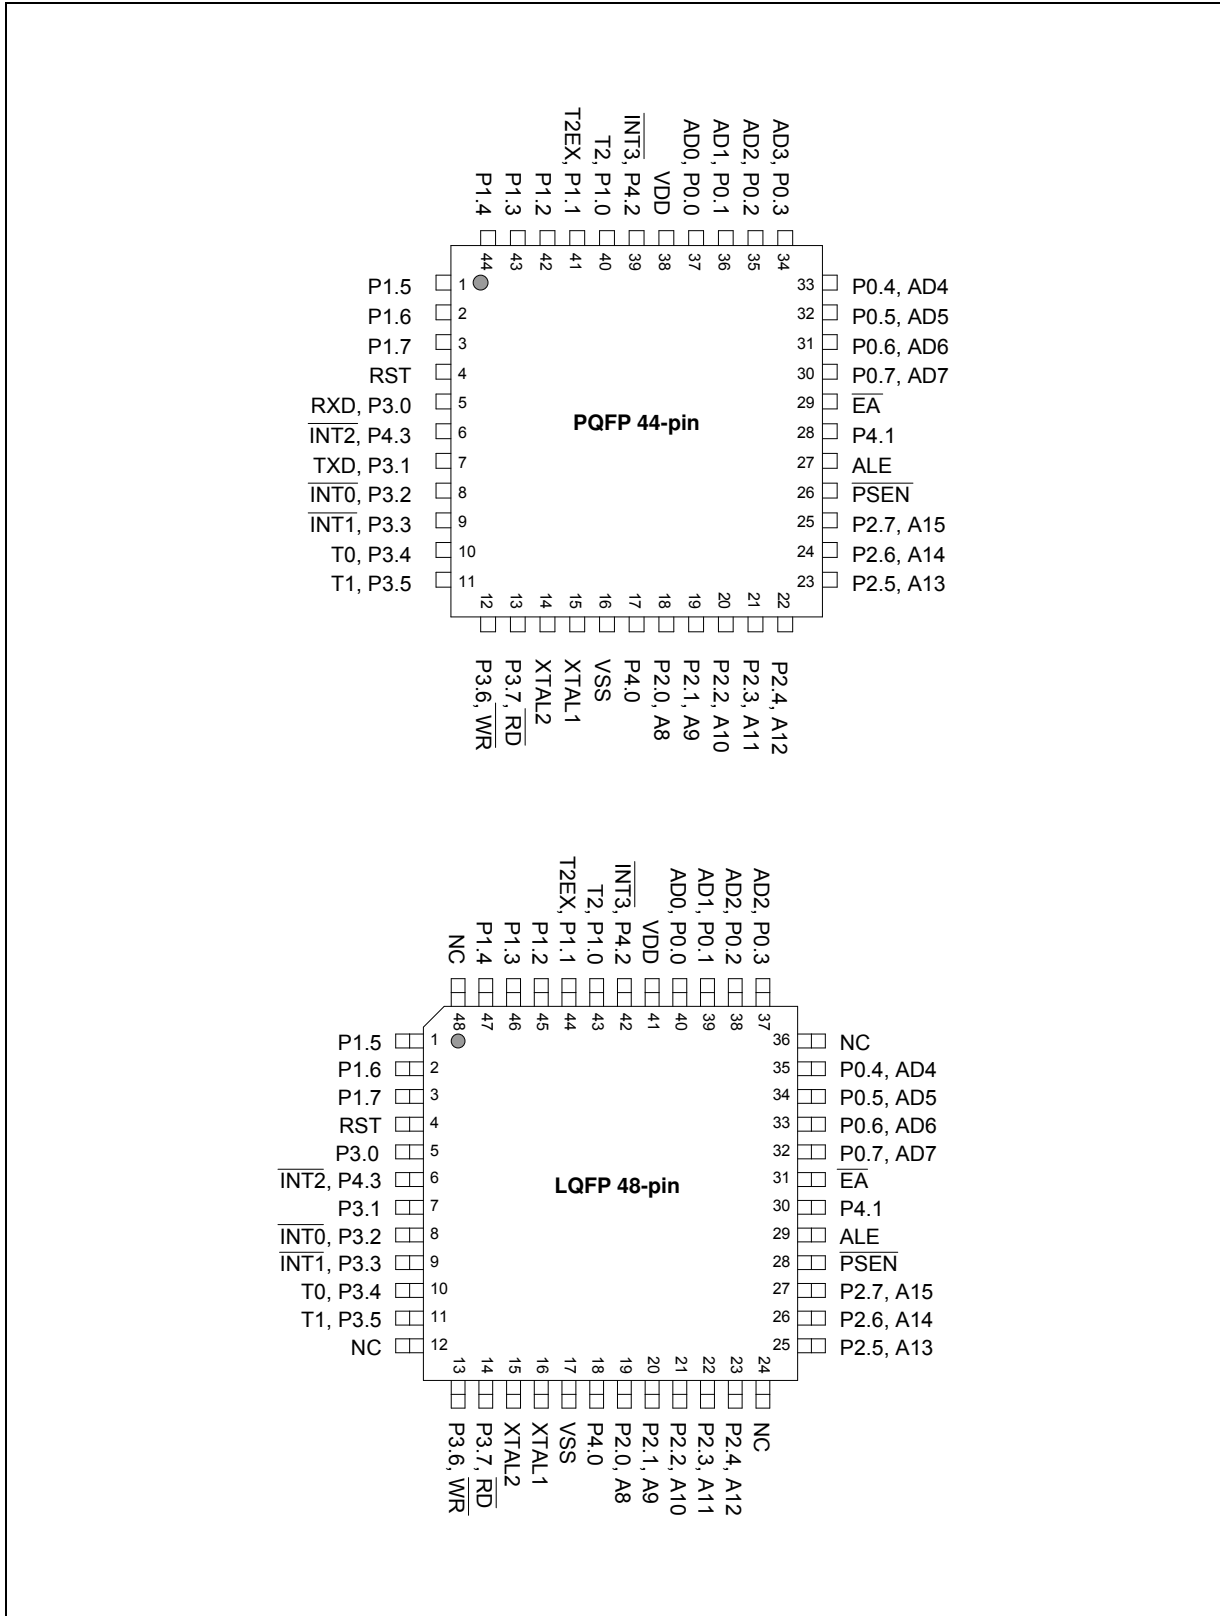 T2EX, P1.1
T2, P1.0
INT3, P4.2
AD0, P0.0
AD1, P0.1
AD2, P0.2
AD3, P0.3
P1.4
P1.3
P1.2
VDD
44
43
42
41
40
39
38
37
36
35
34
P1.5 1 33 P0.4, AD4
P1.6 2 32 P0.5, AD5
P1.7 3 31 P0.6, AD6
RST 4 30 P0.7, AD7
RXD, P3.0 5 29 EA
PQFP 44-pin
INT2, P4.3 6 28 P4.1
TXD, P3.1 7 27 ALE
INT0, P3.2 8 26 PSEN
INT1, P3.3 9 25 P2.7, A15
T0, P3.4 10 24 P2.6, A14
T1, P3.5 11 23 P2.5, A13
12
13
14
15
16
17
18
19
20
21
22
P3.6, WR
P3.7, RD
XTAL2
XTAL1
VSS
P4.0
P2.0, A8
P2.1, A9
P2.2, A10
P2.3, A11
P2.4, A12
NC
P1.4
P1.3
P1.2
T2EX, P1.1
T2, P1.0
INT3, P4.2
VDD
AD0, P0.0
AD1, P0.1
AD2, P0.2
AD2, P0.3
48
47
46
45
44
43
42
41
40
39
38
37
P1.5 1 36 NC
P1.6 2 35 P0.4, AD4
P1.7 3 34 P0.5, AD5
RST 4 33 P0.6, AD6
P3.0 5 32 P0.7, AD7
INT2, P4.3 6 31 EA
LQFP 48-pin
P3.1 7 30 P4.1
INT0, P3.2 8 29 ALE
INT1, P3.3 9 28 PSEN
T0, P3.4 10 27 P2.7, A15
T1, P3.5 11 26 P2.6, A14
NC 12 25 P2.5, A13
13
14
15
16
17
18
19
20
21
22
23
24
P3.6, WR
P3.7, RD
XTAL2
XTAL1
VSS
P4.0
P2.0, A8
P2.1, A9
P2.2, A10
P2.3, A11
P2.4, A12
NC